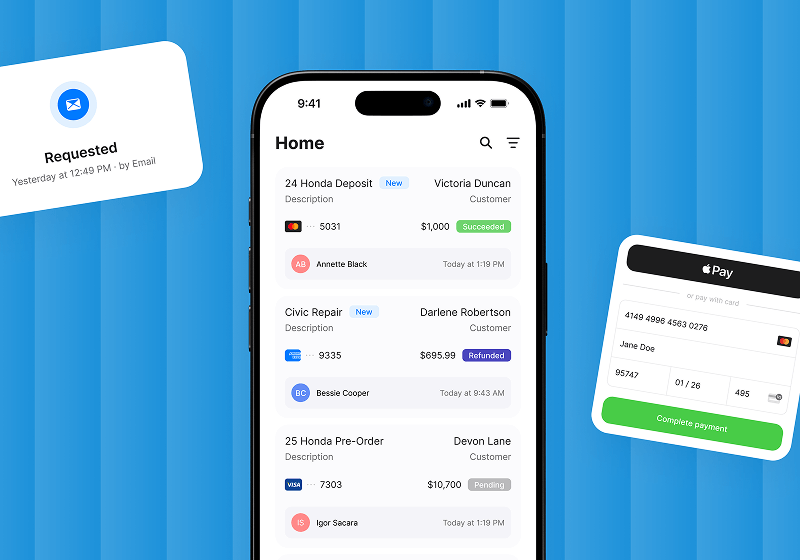 Requested
Yesterday at 12:49 PM · by Email
9:41
Home
24 Honda Deposit New Victoria Duncan
Description Customer
··· 5031 $1,000 Succeeded
AB Annette Black Today at 1:19 PM
Civic Repair New Darlene Robertson
Description Customer
··· 9335 $695.99 Refunded
BC Bessie Cooper Today at 9:43 AM
25 Honda Pre-Order Devon Lane
Description Customer
VISA ··· 7303 $10,700 Pending
IS Igor Sacara Today at 1:19 PM
Pay
or pay with card
4149 4996 4563 0276
Jane Doe
95747 01 / 26 495
Complete payment